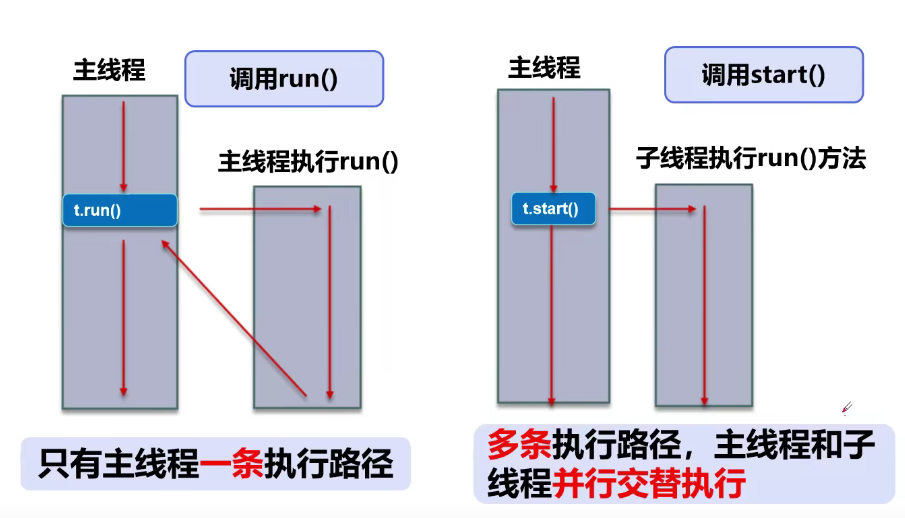 主线程
调用run()
主线程执行run()
t.run()
只有主线程一条执行路径
主线程
调用start()
子线程执行run()方法
t.start()
多条执行路径，主线程和子
线程并行交替执行